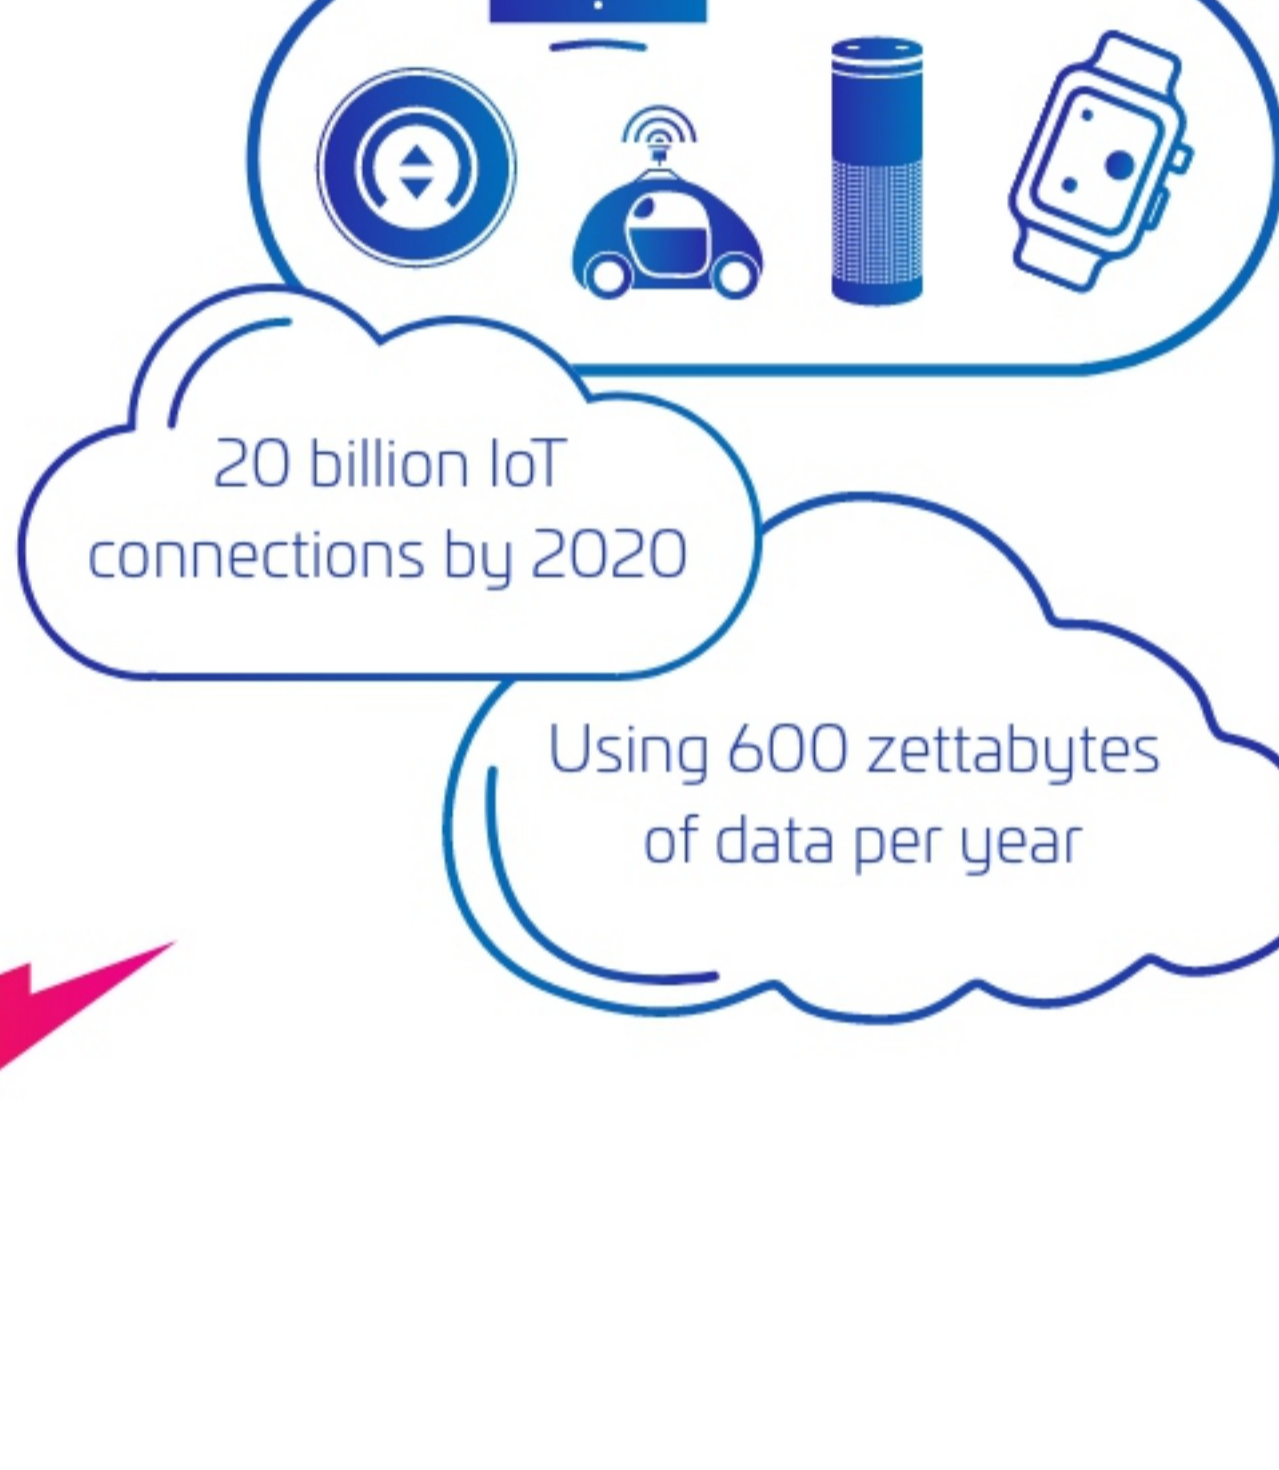 20 billion IoT
connections by 2020
Using 600 zettabytes
of data per year